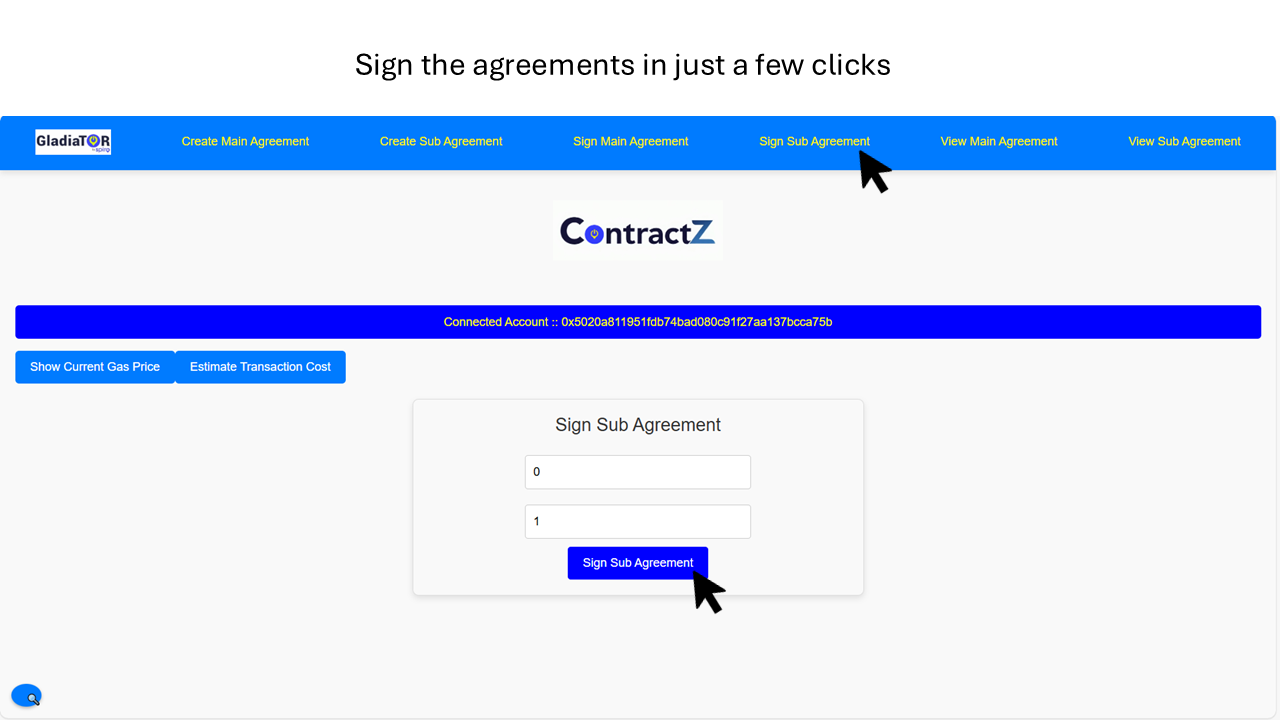 Sign the agreements in just a few clicks
GladiaTOR
Create Main Agreement
Create Sub Agreement
Sign Main Agreement
Sign Sub Agreement
View Main Agreement
View Sub Agreement
ContractZ
Connected Account :: 0x5020a811951fdb74bad080c91f27aa137bcca75b
Show Current Gas Price
Estimate Transaction Cost
Sign Sub Agreement
0
1
Sign Sub Agreement